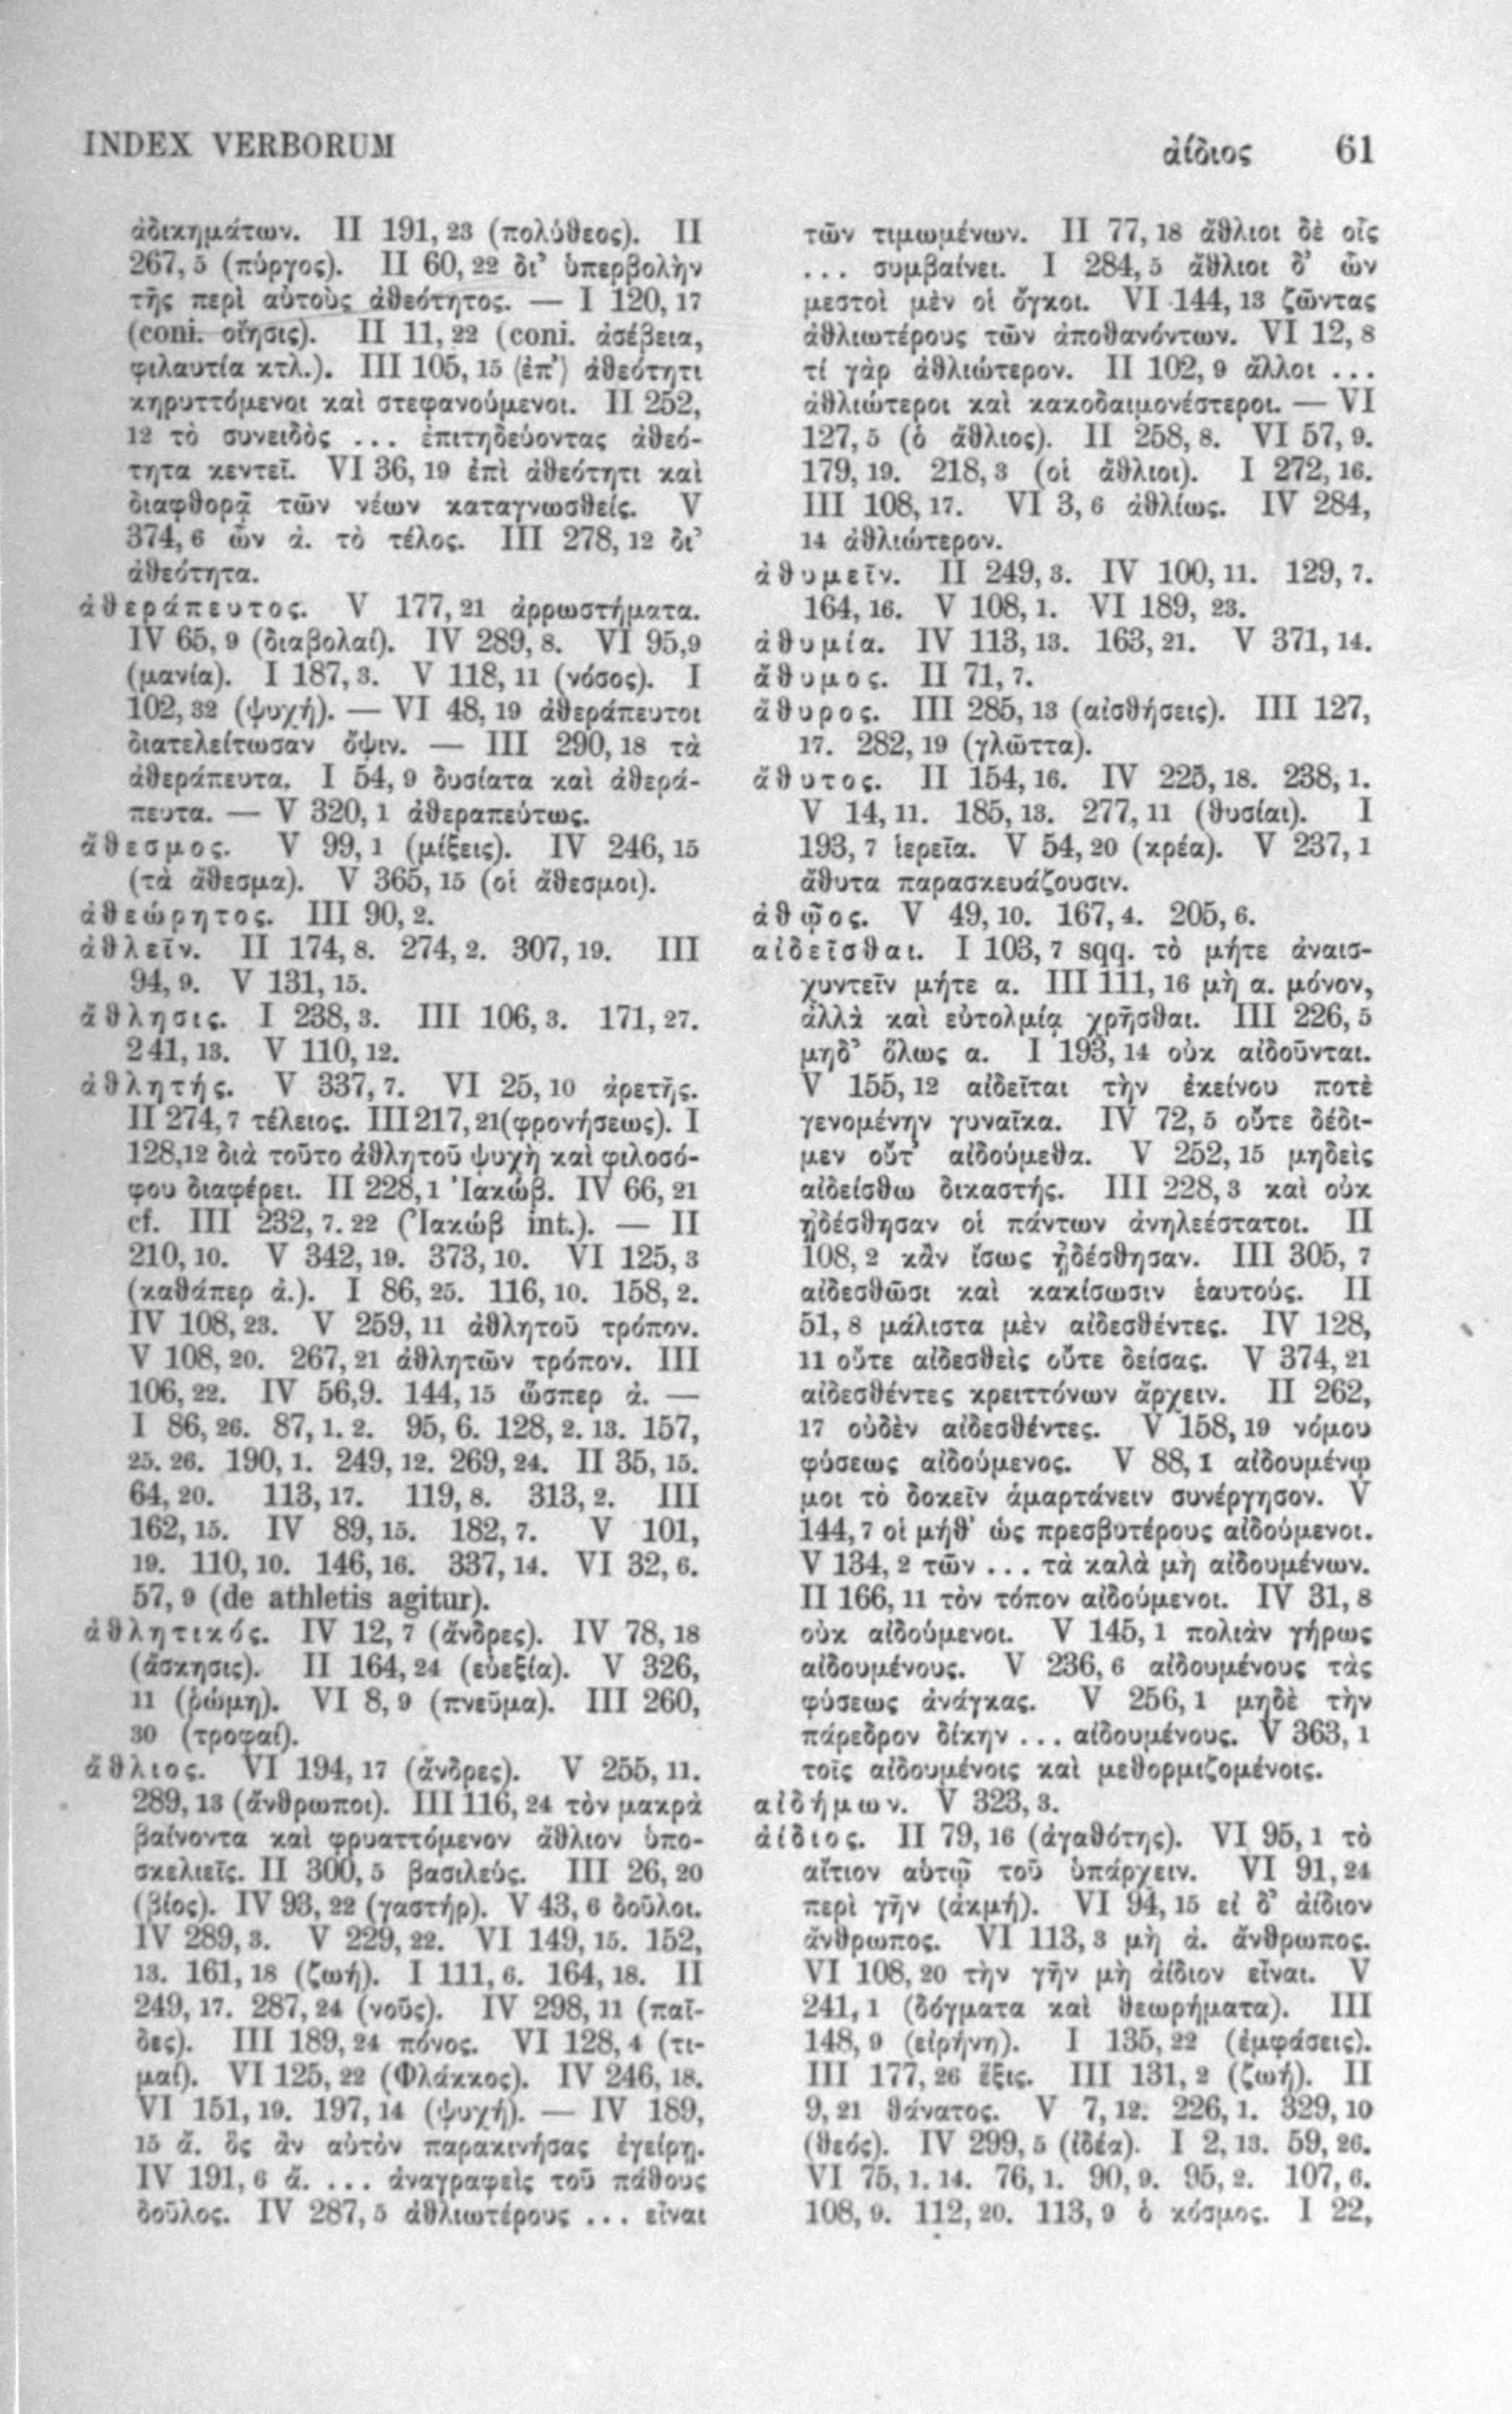 INDEX VERBORUM
ἀίδιος 61
ἀδικημάτων. II 191, 23 (πολύθεος). II
267, 5 (πύργος). II 60, 22 δι’ ὑπερβολὴν
τῆς περὶ αὐτοὺς ἀθεότητος. — I 120, 17
(coni. οἴησις). II 11, 22 (coni. ἀσέβεια,
φιλαυτία κτλ.). III 105, 15 (ἐπ’) ἀθεότητι
κηρυττόμενοι καὶ στεφανούμενοι. II 252,
12 τὸ συνειδὸς ... ἐπιτηδεύοντας ἀθεό-
τητα κεντεῖ. VI 36, 19 ἐπὶ ἀθεότητι καὶ
διαφθορᾷ τῶν νέων καταγνωσθείς. V
374, 6 ὧν ἀ. τὸ τέλος. III 278, 12 δι’
ἀθεότητα.
ἀθεράπευτος. V 177, 21 ἀρρωστήματα.
IV 65, 9 (διαβολαί). IV 289, 8. VI 95,9
(μανία). I 187, 3. V 118, 11 (νόσος). I
102, 32 (ψυχή). — VI 48, 19 ἀθεράπευτοι
διατελείτωσαν ὄψιν. — III 290, 18 τὰ
ἀθεράπευτα. I 54, 9 δυσίατα καὶ ἀθερά-
πευτα. — V 320, 1 ἀθεραπεύτως.
ἄθεσμος. V 99, 1 (μίξεις). IV 246, 15
(τὰ ἄθεσμα). V 365, 15 (οἱ ἄθεσμοι).
ἀθεώρητος. III 90, 2.
ἀθλεῖν. II 174, 8. 274, 2. 307, 19. III
94, 9. V 131, 15.
ἄθλησις. I 238, 3. III 106, 3. 171, 27.
241, 13. V 110, 12.
ἀθλητής. V 337, 7. VI 25, 10 ἀρετῆς.
II 274, 7 τέλειος. III 217, 21 (φρονήσεως). I
128,12 διὰ τοῦτο ἀθλητοῦ ψυχὴ καὶ φιλοσό-
φου διαφέρει. II 228, 1 Ἰακώβ. IV 66, 21
cf. III 232, 7. 22 (Ἰακώβ int.). — II
210, 10. V 342, 19. 373, 10. VI 125, 3
(καθάπερ ἀ.). I 86, 25. 116, 10. 158, 2.
IV 108, 23. V 259, 11 ἀθλητοῦ τρόπον.
V 108, 20. 267, 21 ἀθλητῶν τρόπον. III
106, 22. IV 56,9. 144, 15 ὥσπερ ἀ. —
I 86, 26. 87, 1. 2. 95, 6. 128, 2. 13. 157,
25. 26. 190, 1. 249, 12. 269, 24. II 35, 15.
64, 20. 113, 17. 119, 8. 313, 2. III
162, 15. IV 89, 15. 182, 7. V 101,
19. 110, 10. 146, 16. 337, 14. VI 32, 6.
57, 9 (de athletis agitur).
ἀθλητικός. IV 12, 7 (ἄνδρες). IV 78, 18
(ἄσκησις). II 164, 24 (εὐεξία). V 326,
11 (ῥώμη). VI 8, 9 (πνεῦμα). III 260,
30 (τροφαί).
ἄθλιος. VI 194, 17 (ἄνδρες). V 255, 11.
289, 13 (ἄνθρωποι). III 116, 24 τὸν μακρὰ
βαίνοντα καὶ φρυαττόμενον ἄθλιον ὑπο-
σκελιεῖς. II 300, 5 βασιλεύς. III 26, 20
(βίος). IV 93, 22 (γαστήρ). V 43, 6 δοῦλοι.
IV 289, 3. V 229, 22. VI 149, 15. 152,
13. 161, 18 (ζωή). I 111, 6. 164, 18. II
249, 17. 287, 24 (νοῦς). IV 298, 11 (παῖ-
δες). III 189, 24 πόνος. VI 128, 4 (τι-
μαί). VI 125, 22 (Φλάκκος). IV 246, 18.
VI 151, 19. 197, 14 (ψυχή). — IV 189,
15 ἄ. ὃς ἂν αὐτὸν παρακινήσας ἐγείρῃ.
IV 191, 6 ἄ. ... ἀναγραφεὶς τοῦ πάθους
δοῦλος. IV 287, 5 ἀθλιωτέρους ... εἶναι
τῶν τιμωμένων. II 77, 18 ἄθλιοι δὲ οἷς
... συμβαίνει. I 284, 5 ἄθλιοι δ’ ὧν
μεστοὶ μὲν οἱ ὄγκοι. VI 144, 13 ζῶντας
ἀθλιωτέρους τῶν ἀποθανόντων. VI 12, 8
τί γὰρ ἀθλιώτερον. II 102, 9 ἄλλοι ...
ἀθλιώτεροι καὶ κακοδαιμονέστεροι. — VI
127, 5 (ὁ ἄθλιος). II 258, 8. VI 57, 9.
179, 19. 218, 3 (οἱ ἄθλιοι). I 272, 16.
III 108, 17. VI 3, 6 ἀθλίως. IV 284,
14 ἀθλιώτερον.
ἀθυμεῖν. II 249, 3. IV 100, 11. 129, 7.
164, 16. V 108, 1. VI 189, 23.
ἀθυμία. IV 113, 13. 163, 21. V 371, 14.
ἄθυμος. II 71, 7.
ἄθυρος. III 285, 13 (αἰσθήσεις). III 127,
17. 282, 19 (γλῶττα).
ἄθυτος. II 154, 16. IV 225, 18. 238, 1.
V 14, 11. 185, 13. 277, 11 (θυσίαι). I
193, 7 ἱερεῖα. V 54, 20 (κρέα). V 237, 1
ἄθυτα παρασκευάζουσιν.
ἀθῷος. V 49, 10. 167, 4. 205, 6.
αἰδεῖσθαι. I 103, 7 sqq. τὸ μήτε ἀναισ-
χυντεῖν μήτε α. III 111, 16 μὴ α. μόνον,
ἀλλὰ καὶ εὐτολμίᾳ χρῆσθαι. III 226, 5
μηδ’ ὅλως α. I 193, 14 οὐκ αἰδοῦνται.
V 155, 12 αἰδεῖται τὴν ἐκείνου ποτὲ
γενομένην γυναῖκα. IV 72, 5 οὔτε δέδι-
μεν οὔτ’ αἰδούμεθα. V 252, 15 μηδεὶς
αἰδείσθω δικαστής. III 228, 3 καὶ οὐκ
ᾐδέσθησαν οἱ πάντων ἀνηλεέστατοι. II
108, 2 κἂν ἴσως ᾐδέσθησαν. III 305, 7
αἰδεσθῶσι καὶ κακίσωσιν ἑαυτούς. II
51, 8 μάλιστα μὲν αἰδεσθέντες. IV 128,
11 οὔτε αἰδεσθεὶς οὔτε δείσας. V 374, 21
αἰδεσθέντες κρειττόνων ἄρχειν. II 262,
17 οὐδὲν αἰδεσθέντες. V 158, 19 νόμου
φύσεως αἰδούμενος. V 88, 1 αἰδουμένῳ
μοι τὸ δοκεῖν ἁμαρτάνειν συνέργησον. V
144, 7 οἱ μήθ’ ὡς πρεσβυτέρους αἰδούμενοι.
V 134, 2 τῶν ... τὰ καλὰ μὴ αἰδουμένων.
II 166, 11 τὸν τόπον αἰδούμενοι. IV 31, 8
οὐκ αἰδούμενοι. V 145, 1 πολιὰν γήρως
αἰδουμένους. V 236, 6 αἰδουμένους τὰς
φύσεως ἀνάγκας. V 256, 1 μηδὲ τὴν
πάρεδρον δίκην ... αἰδουμένους. V 363, 1
τοῖς αἰδουμένοις καὶ μεθορμιζομένοις.
αἰδήμων. V 323, 3.
ἀίδιος. II 79, 16 (ἀγαθότης). VI 95, 1 τὸ
αἴτιον αὑτῷ τοῦ ὑπάρχειν. VI 91, 24
περὶ γῆν (ἀκμή). VI 94, 15 εἰ δ’ ἀίδιον
ἄνθρωπος. VI 113, 3 μὴ ἀ. ἄνθρωπος.
VI 108, 20 τὴν γῆν μὴ ἀίδιον εἶναι. V
241, 1 (δόγματα καὶ θεωρήματα). III
148, 9 (εἰρήνη). I 135, 22 (ἐμφάσεις).
III 177, 26 ἕξις. III 131, 2 (ζωή). II
9, 21 θάνατος. V 7, 12. 226, 1. 329, 10
(θεός). IV 299, 5 (ἰδέα). I 2, 13. 59, 26.
VI 75, 1. 14. 76, 1. 90, 9. 95, 2. 107, 6.
108, 9. 112, 20. 113, 9 ὁ κόσμος. I 22,